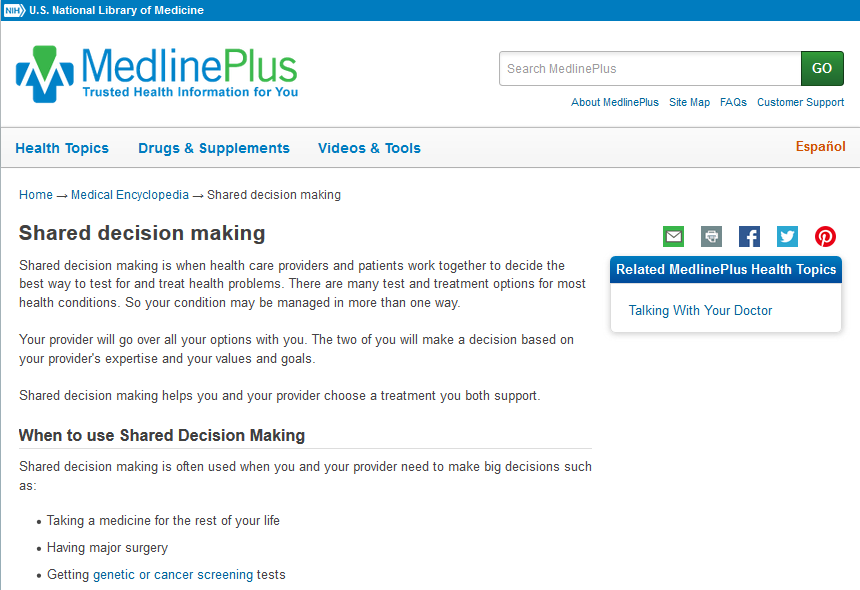 NIH U.S. National Library of Medicine
MedlinePlus
Trusted Health Information for You
Search MedlinePlus GO
About MedlinePlus Site Map FAQs Customer Support
Health Topics Drugs & Supplements Videos & Tools Español
Home → Medical Encyclopedia → Shared decision making
Shared decision making
Shared decision making is when health care providers and patients work together to decide the
best way to test for and treat health problems. There are many test and treatment options for most
health conditions. So your condition may be managed in more than one way.
Your provider will go over all your options with you. The two of you will make a decision based on
your provider's expertise and your values and goals.
Shared decision making helps you and your provider choose a treatment you both support.
When to use Shared Decision Making
Shared decision making is often used when you and your provider need to make big decisions such
as:
• Taking a medicine for the rest of your life
• Having major surgery
• Getting genetic or cancer screening tests
Related MedlinePlus Health Topics
Talking With Your Doctor